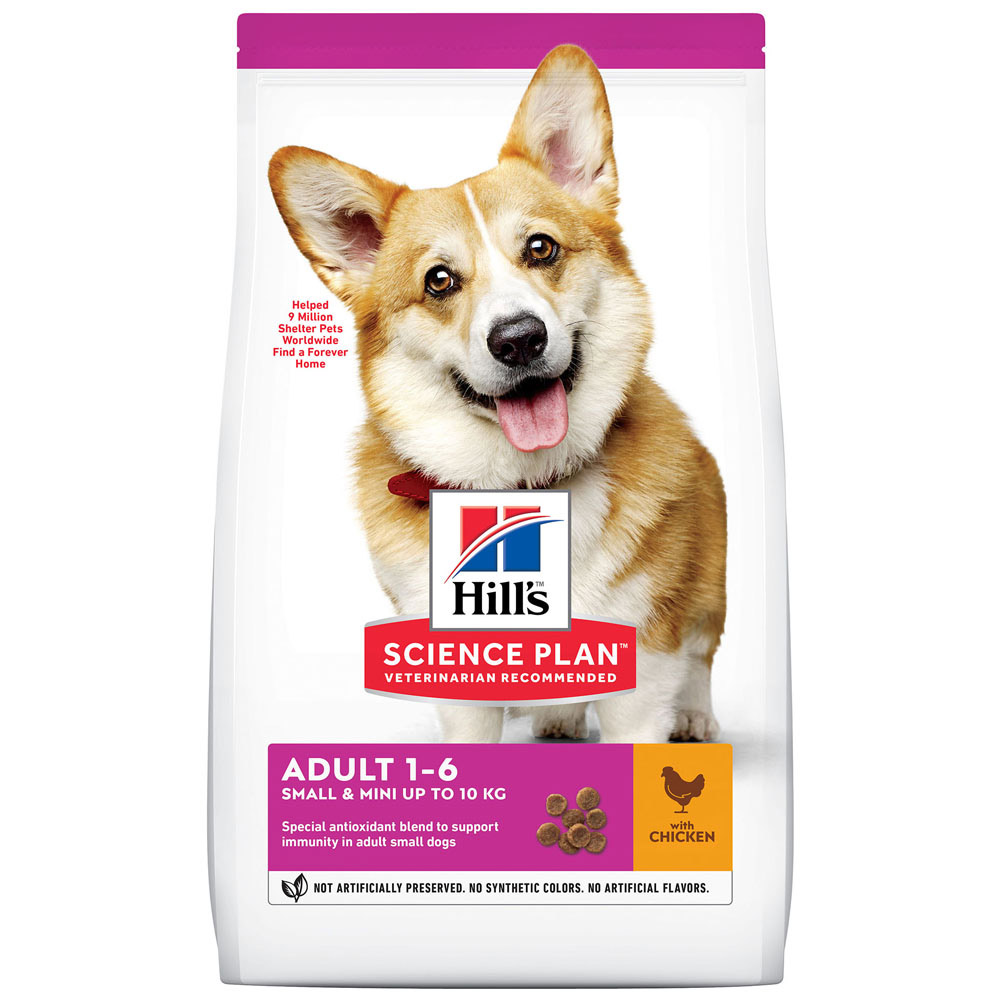 Helped
9 Million
Shelter Pets
Worldwide
Find a Forever
Home
Hill's™
SCIENCE PLAN™
VETERINARIAN RECOMMENDED
ADULT 1-6
SMALL & MINI UP TO 10 KG
Special antioxidant blend to support
immunity in adult small dogs
with
CHICKEN
NOT ARTIFICIALLY PRESERVED. NO SYNTHETIC COLORS. NO ARTIFICIAL FLAVORS.